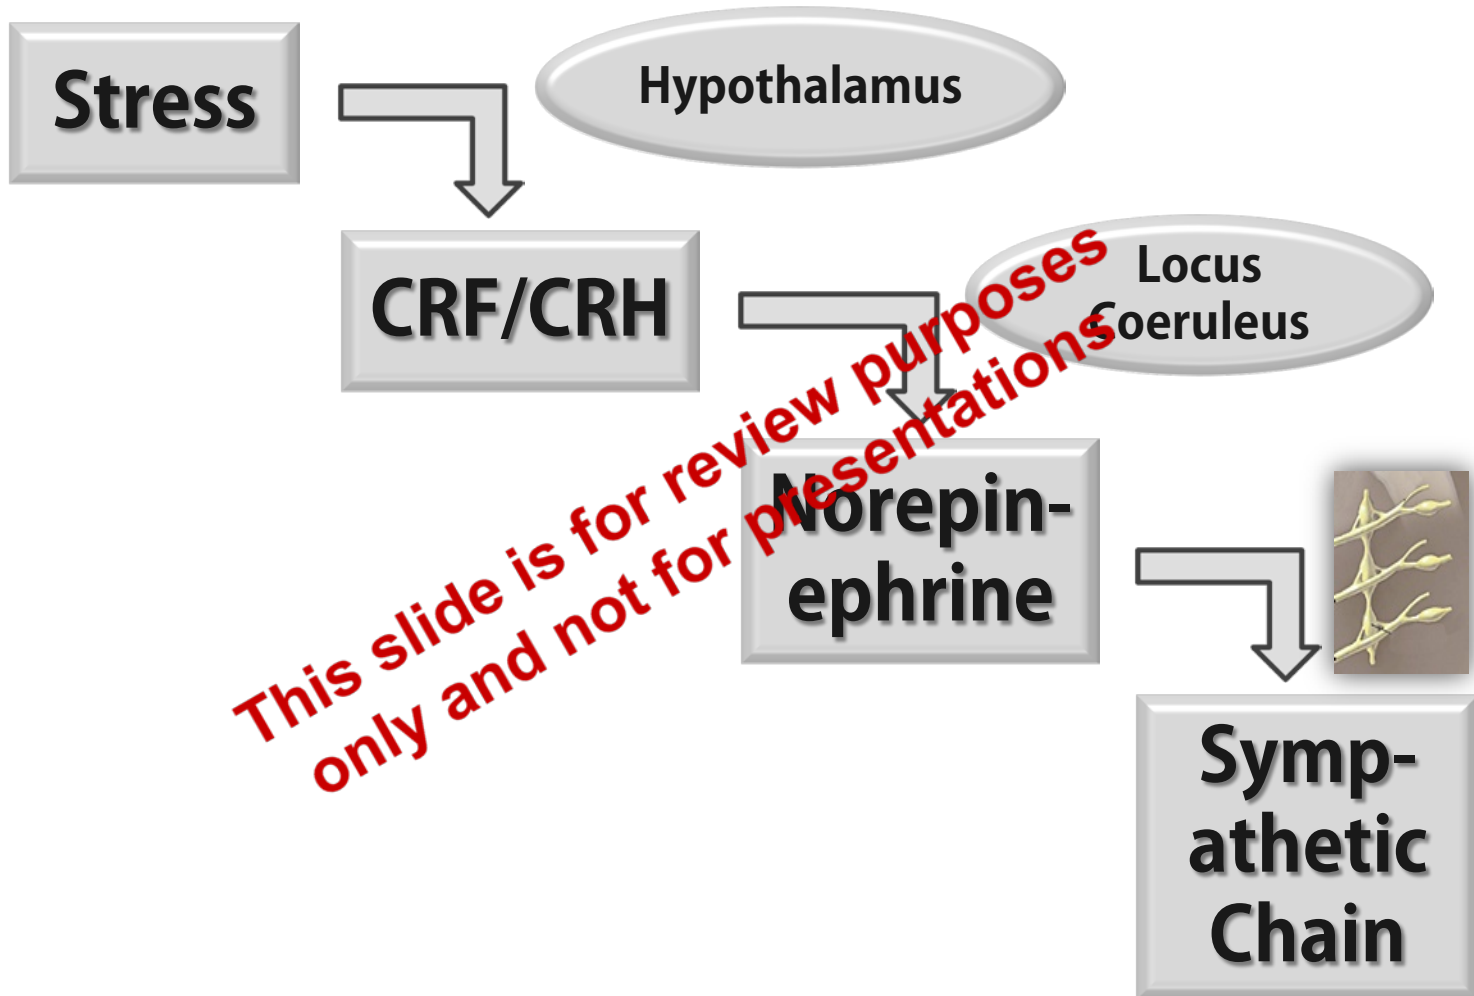 Stress
Hypothalamus
CRF/CRH
Locus
Coeruleus
Norepin-
ephrine
Symp-
athetic
Chain
This slide is for review purposes
only and not for presentations